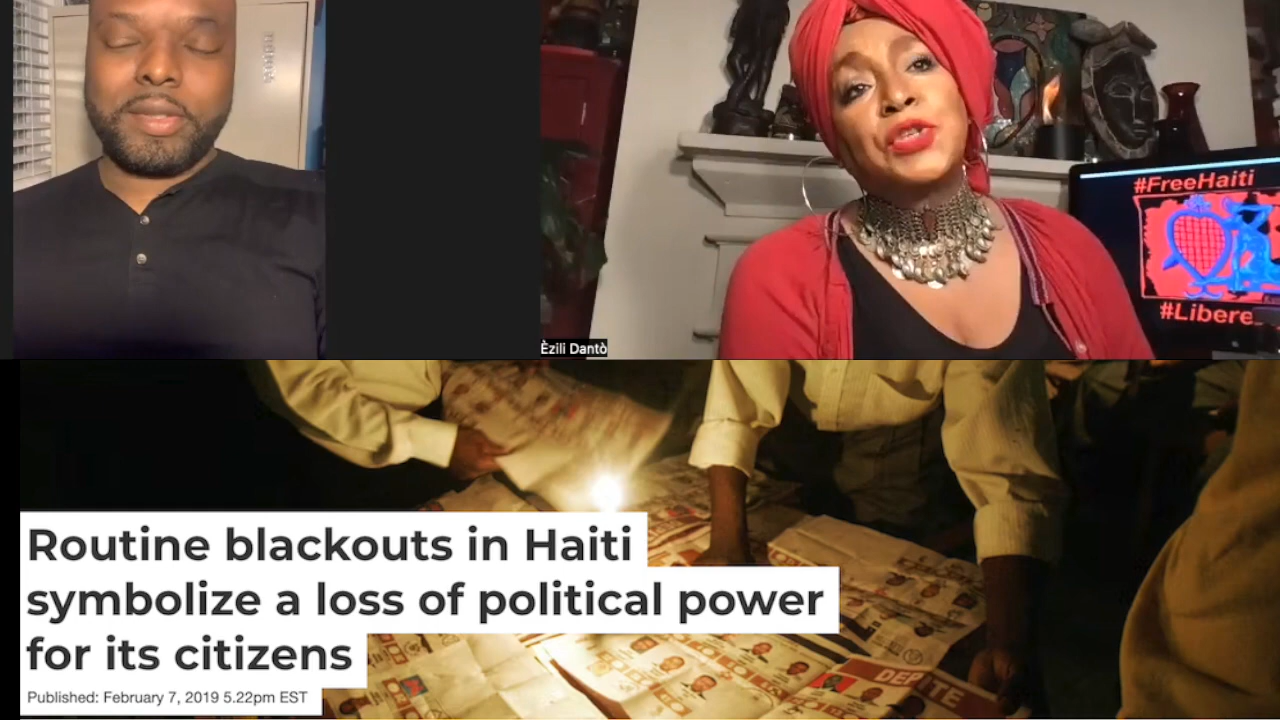 #FreeHaiti
#Libere
Èzili Dantò
Routine blackouts in Haiti
symbolize a loss of political power
for its citizens
Published: February 7, 2019 5.22pm EST
DEPUTE